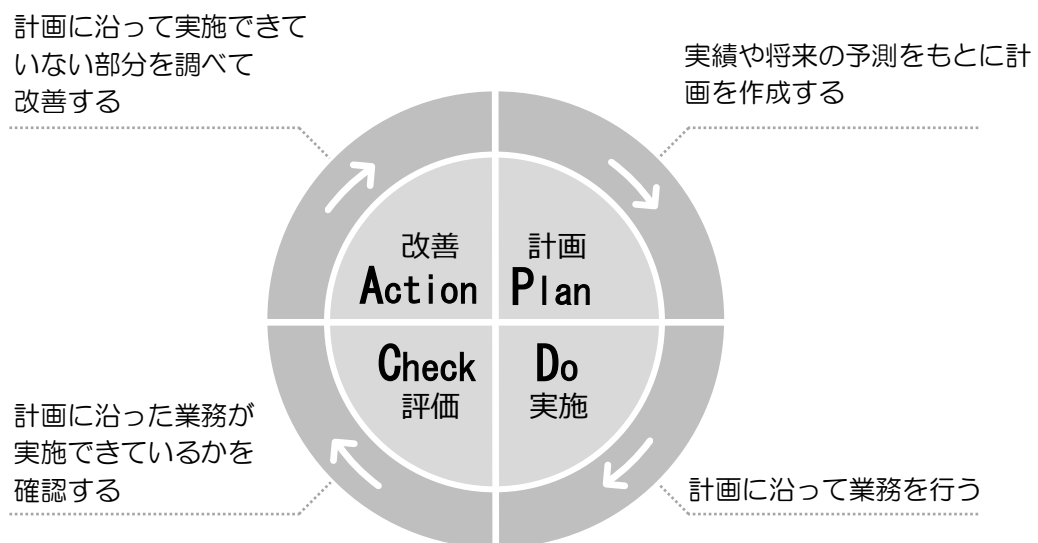 計画に沿って実施できて
いない部分を調べて
改善する
実績や将来の予測をもとに計
画を作成する
改善
Action
計画
Plan
Check
評価
Do
実施
計画に沿った業務が
実施できているかを
確認する
計画に沿って業務を行う